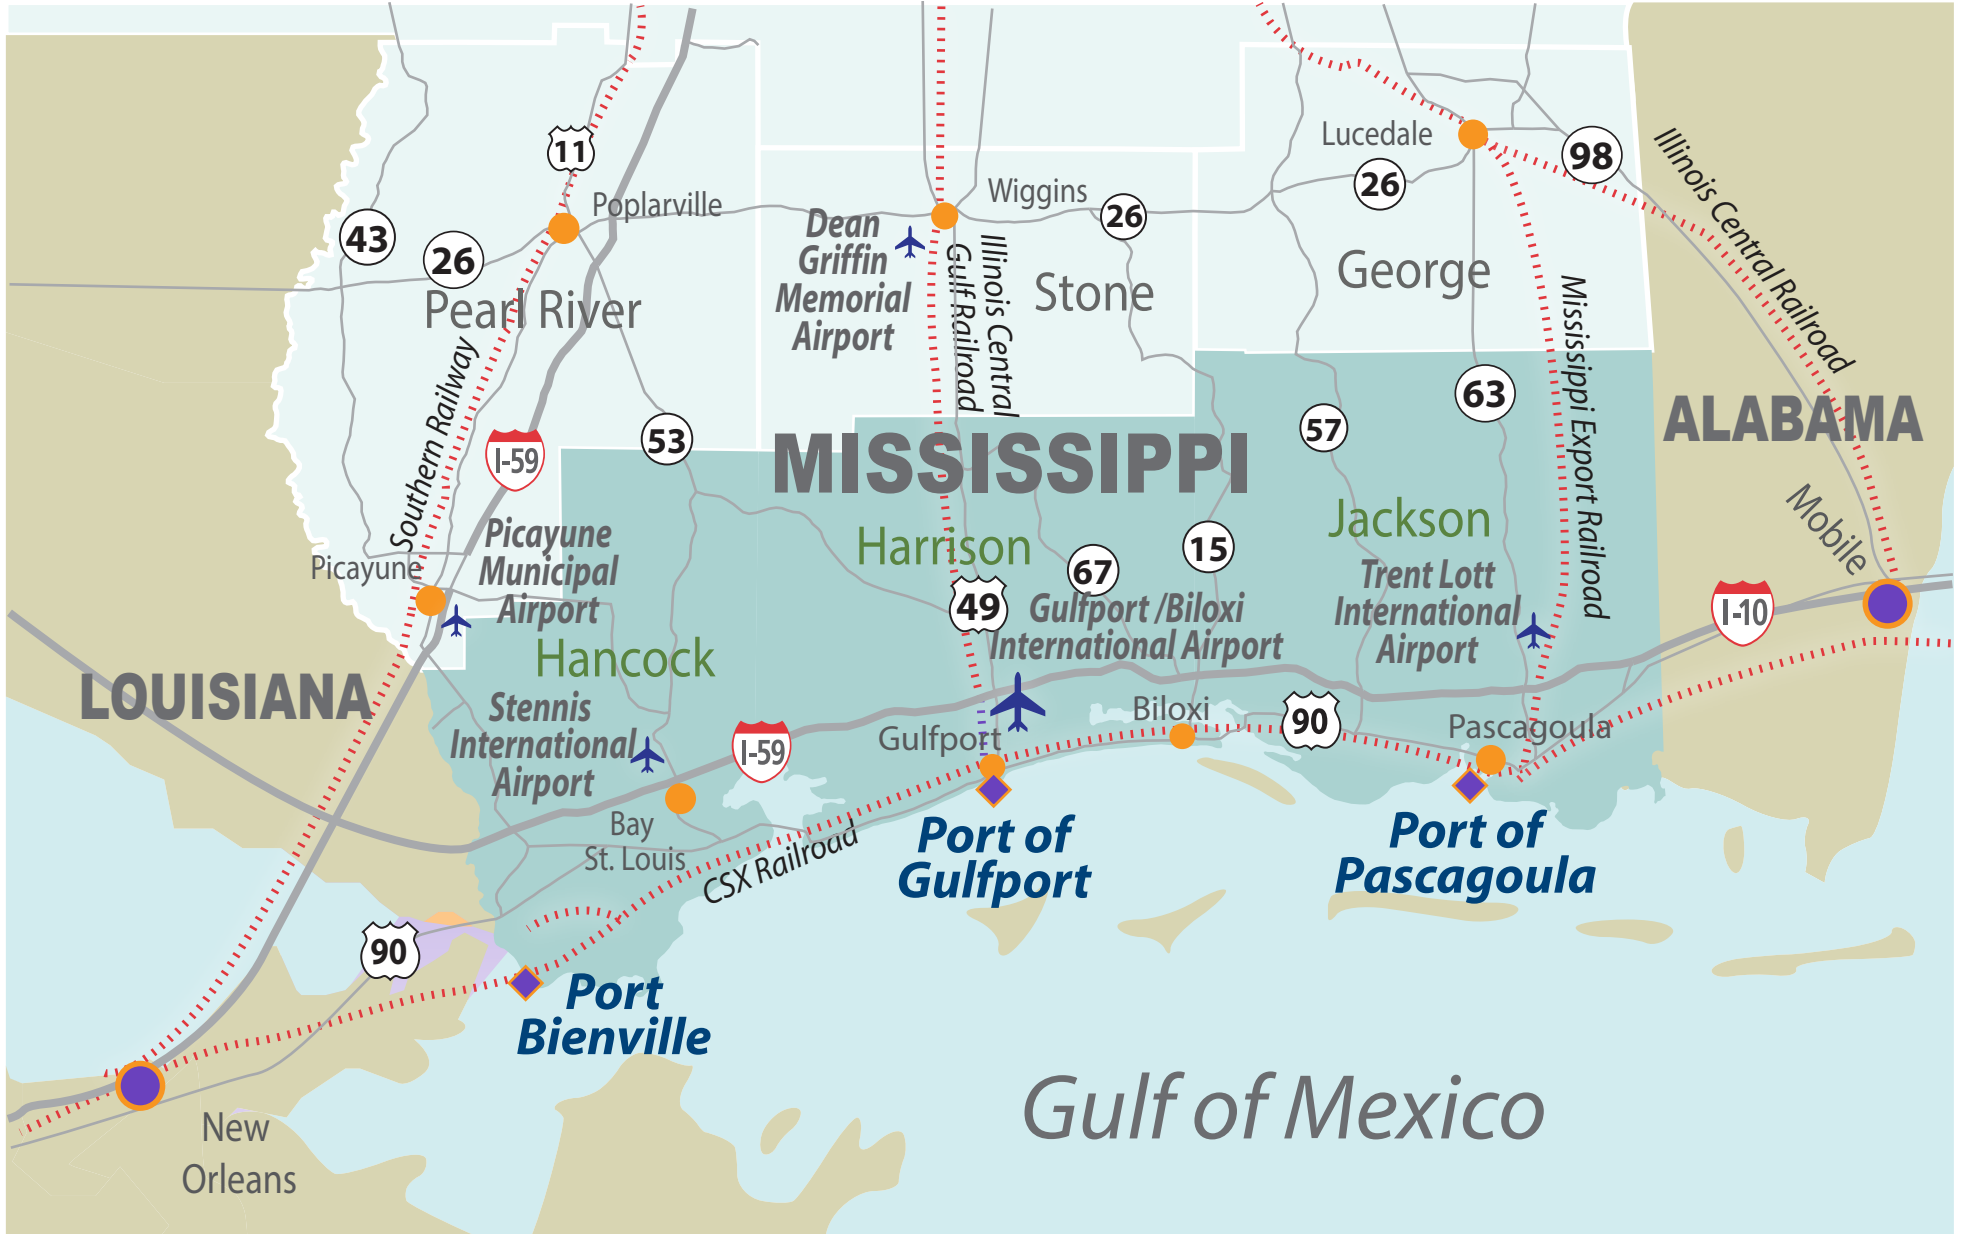 11
Lucedale
98
Illinois Central Railroad
26
Poplarville
Wiggins
26
43
26
Dean
Griffin
Memorial
Airport
Illinois Central
Gulf Railroad
Stone
George
Pearl River
Mississippi Export Railroad
Southern Railway
53
I-59
63
57
ALABAMA
MISSISSIPPI
Mobile
Picayune
Municipal
Airport
Picayune
Harrison
Jackson
15
67
49
Gulfport /Biloxi
International Airport
Trent Lott
International
Airport
I-10
Hancock
LOUISIANA
Stennis
International
Airport
I-59
Gulfport
Biloxi
90
Pascagoula
Bay
St. Louis
CSX Railroad
Port of
Gulfport
Port of
Pascagoula
90
Port
Bienville
Gulf of Mexico
New
Orleans